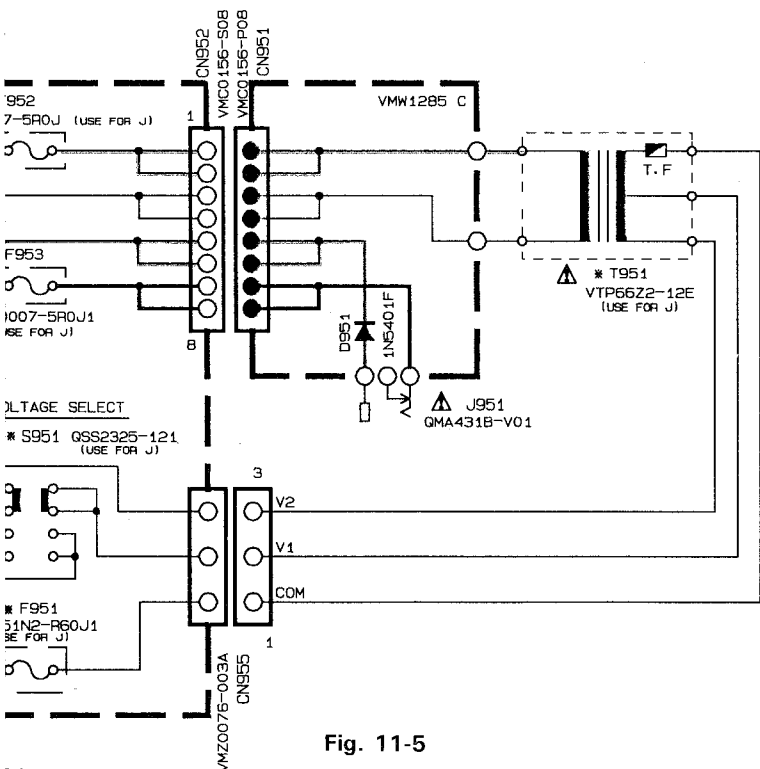 CN952
VMC0156-S08
VMC0156-P08
CN951
VMW1285 C
F952
7-5R0J (USE FOR J)
1
T.F
F953
0007-5R0J1
USE FOR J)
8
D951
1N5401F
* T951
VTP66Z2-12E
(USE FOR J)
J951
QMA431B-V01
OLTAGE SELECT
* S951 QSS2325-121
(USE FOR J)
3
V2
V1
COM
1
* F951
51N2-R60J1
SE FOR J)
VMZ0076-003A
CN955
Fig. 11-5